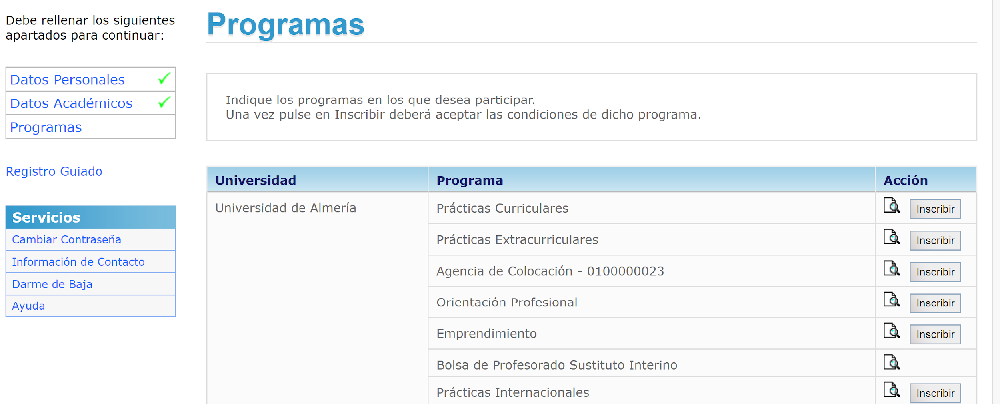 Debe rellenar los siguientes
apartados para continuar:
Datos Personales
Datos Académicos
Programas
Registro Guiado
Servicios
Cambiar Contraseña
Información de Contacto
Darme de Baja
Ayuda
Programas
Indique los programas en los que desea participar.
Una vez pulse en Inscribir deberá aceptar las condiciones de dicho programa.
Universidad Programa Acción
Universidad de Almería Prácticas Curriculares Inscribir
Prácticas Extracurriculares Inscribir
Agencia de Colocación - 0100000023 Inscribir
Orientación Profesional Inscribir
Emprendimiento Inscribir
Bolsa de Profesorado Sustituto Interino
Prácticas Internacionales Inscribir